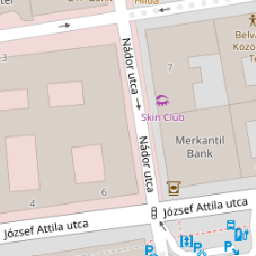 Nádor utca
7
3
Skin Club
Merkantil
Bank
Nádor utca
6
4
József Attila utca
József Attila utca
P
P